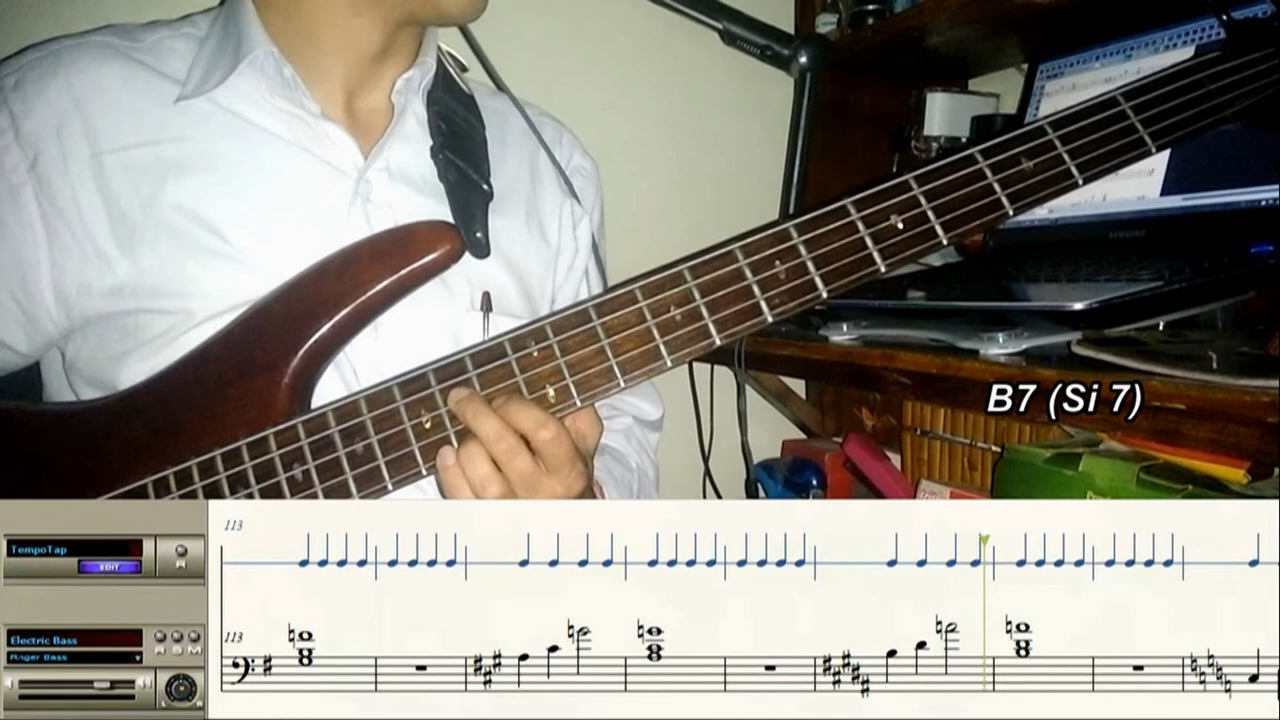 B7 (Si 7)
113
TempoTap
EDIT
113
Electric Bass
Finger Bass
R S M
L R